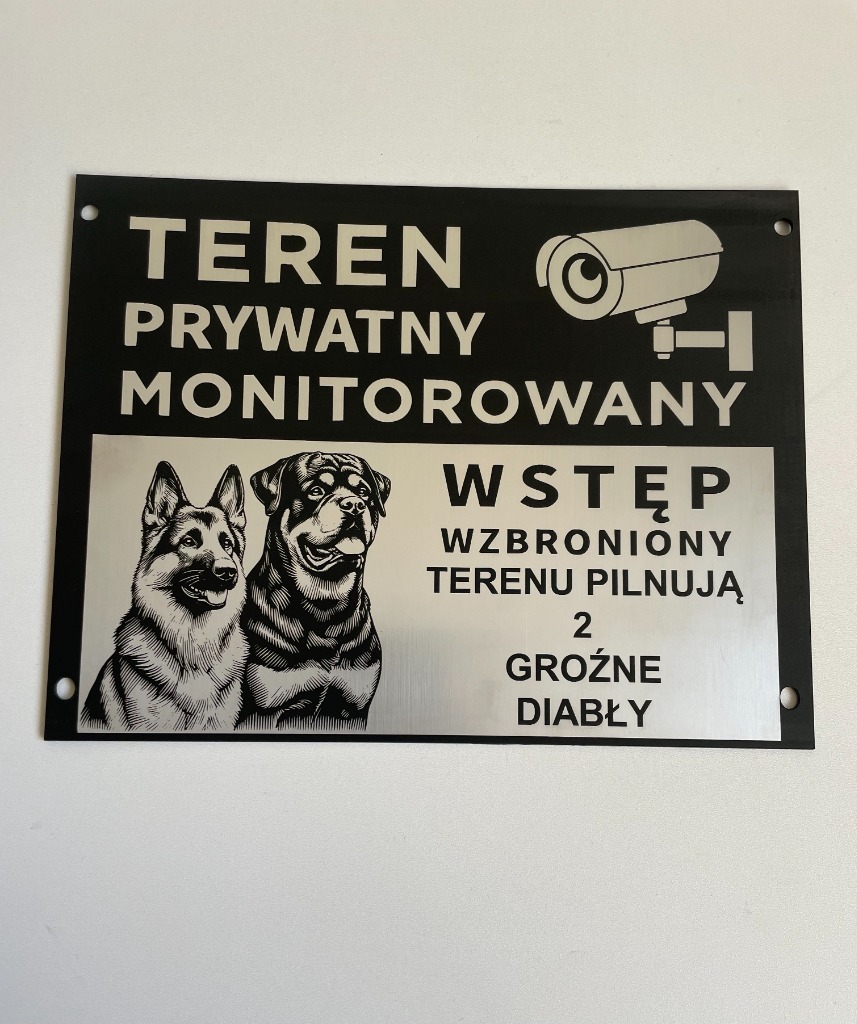 TEREN
PRYWATNY
MONITOROWANY
WSTĘP
WZBRONIONY
TERENU PILNUJĄ
2
GROŹNE
DIABŁY